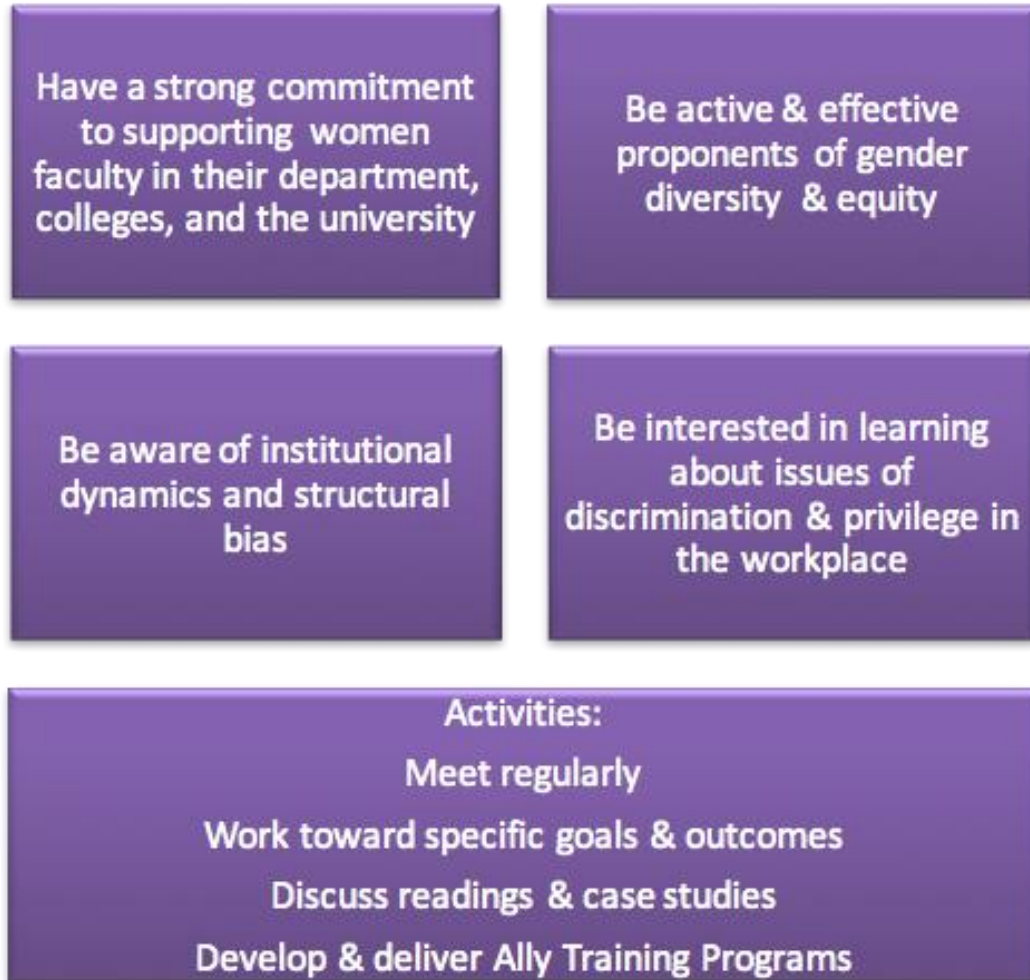 Have a strong commitment
to supporting women
faculty in their department,
colleges, and the university
Be active & effective
proponents of gender
diversity & equity
Be aware of institutional
dynamics and structural
bias
Be interested in learning
about issues of
discrimination & privilege in
the workplace
Activities:
Meet regularly
Work toward specific goals & outcomes
Discuss readings & case studies
Develop & deliver Ally Training Programs